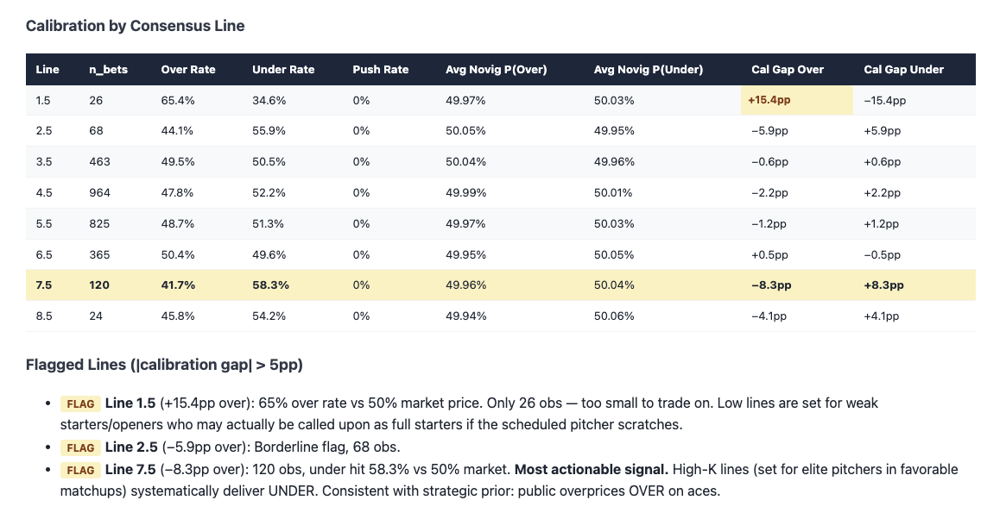 Calibration by Consensus Line
Line n_bets Over Rate Under Rate Push Rate Avg Novig P(Over) Avg Novig P(Under) Cal Gap Over Cal Gap Under
1.5 26 65.4% 34.6% 0% 49.97% 50.03% +15.4pp −15.4pp
2.5 68 44.1% 55.9% 0% 50.05% 49.95% −5.9pp +5.9pp
3.5 463 49.5% 50.5% 0% 50.04% 49.96% −0.6pp +0.6pp
4.5 964 47.8% 52.2% 0% 49.99% 50.01% −2.2pp +2.2pp
5.5 825 48.7% 51.3% 0% 49.97% 50.03% −1.2pp +1.2pp
6.5 365 50.4% 49.6% 0% 49.95% 50.05% +0.5pp −0.5pp
7.5 120 41.7% 58.3% 0% 49.96% 50.04% −8.3pp +8.3pp
8.5 24 45.8% 54.2% 0% 49.94% 50.06% −4.1pp +4.1pp
Flagged Lines (|calibration gap| > 5pp)
• FLAG Line 1.5 (+15.4pp over): 65% over rate vs 50% market price. Only 26 obs — too small to trade on. Low lines are set for weak
starters/openers who may actually be called upon as full starters if the scheduled pitcher scratches.
• FLAG Line 2.5 (−5.9pp over): Borderline flag, 68 obs.
• FLAG Line 7.5 (−8.3pp over): 120 obs, under hit 58.3% vs 50% market. Most actionable signal. High-K lines (set for elite pitchers in favorable
matchups) systematically deliver UNDER. Consistent with strategic prior: public overprices OVER on aces.